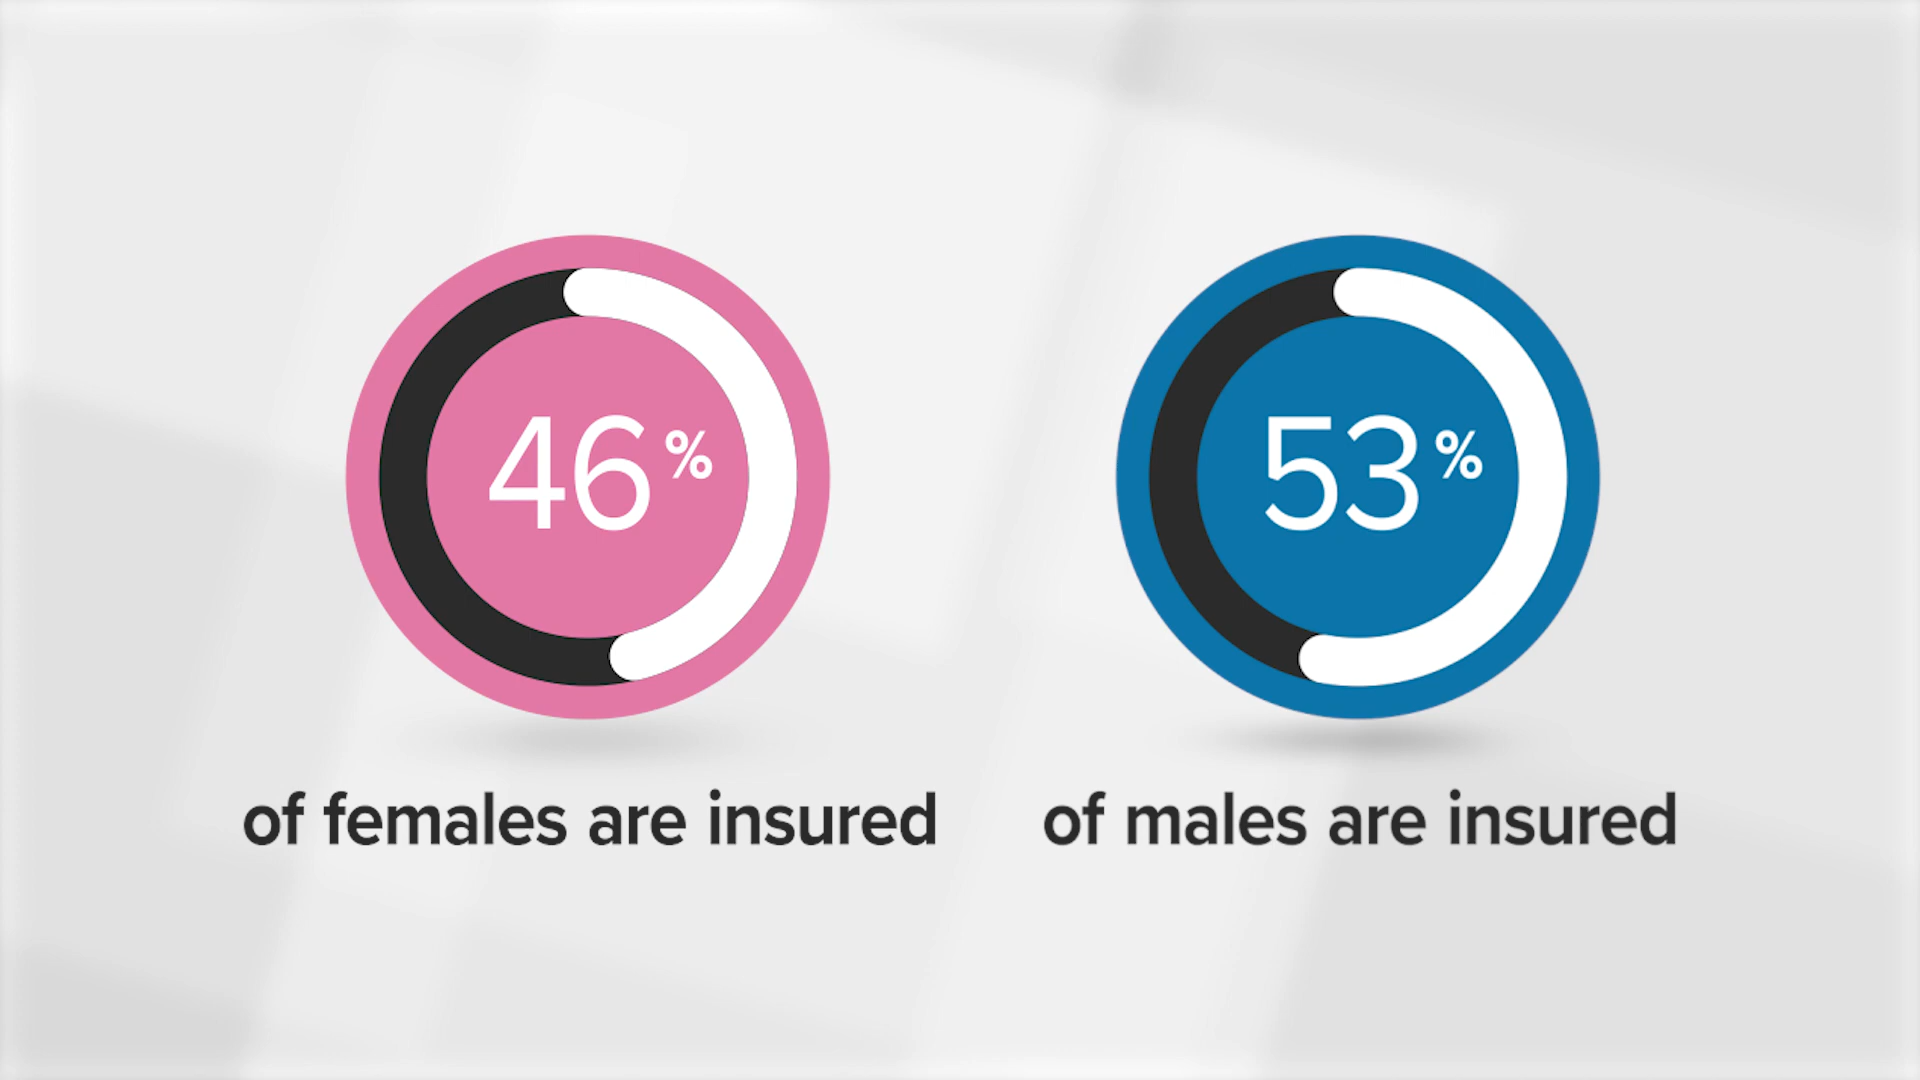 46%
of females are insured
53%
of males are insured